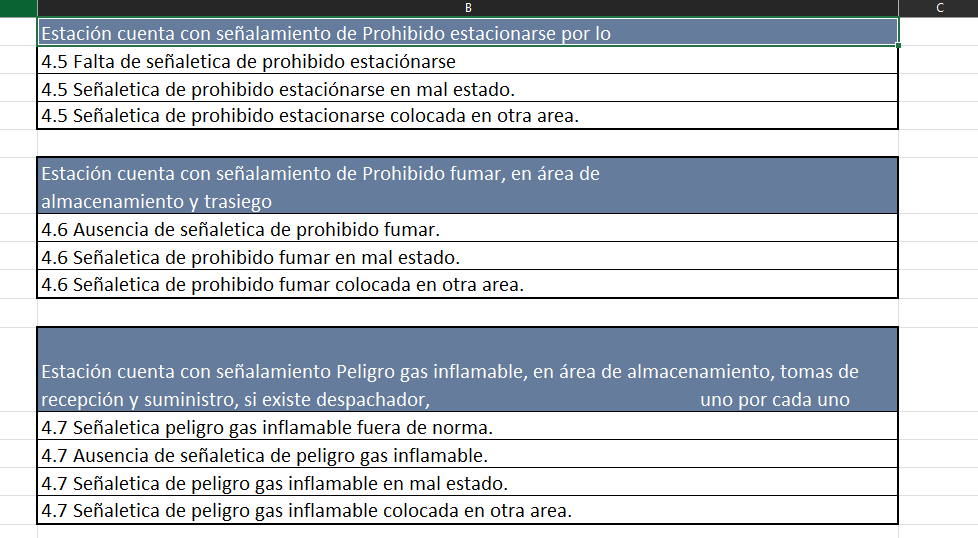 B
C
Estación cuenta con señalamiento de Prohibido estacionarse por lo
4.5 Falta de señaletica de prohibido estaciónarse
4.5 Señaletica de prohibido estaciónarse en mal estado.
4.5 Señaletica de prohibido estacionarse colocada en otra area.
Estación cuenta con señalamiento de Prohibido fumar, en área de
almacenamiento y trasiego
4.6 Ausencia de señaletica de prohibido fumar.
4.6 Señaletica de prohibido fumar en mal estado.
4.6 Señaletica de prohibido fumar colocada en otra area.
Estación cuenta con señalamiento Peligro gas inflamable, en área de almacenamiento, tomas de
recepción y suministro, si existe despachador, uno por cada uno
4.7 Señaletica peligro gas inflamable fuera de norma.
4.7 Ausencia de señaletica de peligro gas inflamable.
4.7 Señaletica de peligro gas inflamable en mal estado.
4.7 Señaletica de peligro gas inflamable colocada en otra area.